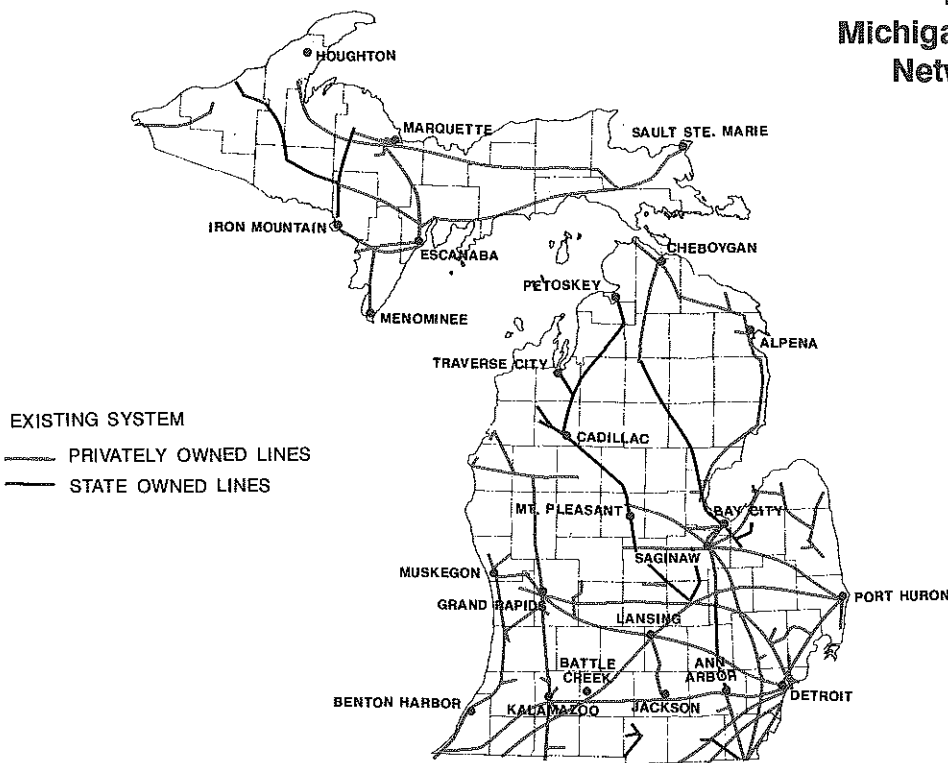 Michiga
Netw
HOUGHTON
MARQUETTE
SAULT STE. MARIE
IRON MOUNTAIN
ESCANABA
CHEBOYGAN
PETOSKEY
MENOMINEE
ALPENA
TRAVERSE CITY
EXISTING SYSTEM
PRIVATELY OWNED LINES
STATE OWNED LINES
CADILLAC
MT. PLEASANT
BAY CITY
SAGINAW
MUSKEGON
GRAND RAPIDS
PORT HURON
LANSING
BATTLE
CREEK
ANN
ARBOR
BENTON HARBOR
KALAMAZOO
JACKSON
DETROIT